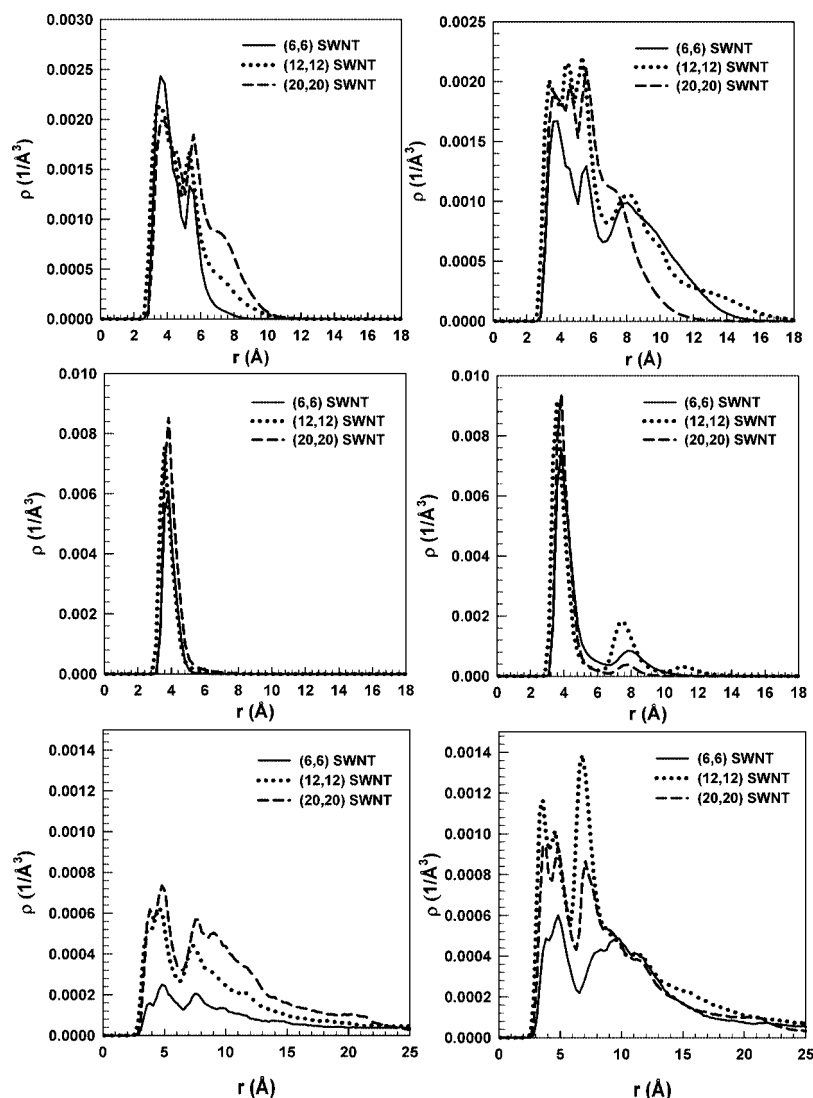 0.0030
0.0025
0.0020
0.0015
0.0010
0.0005
0.0000
ρ (1/Å³)
(6,6) SWNT
(12,12) SWNT
(20,20) SWNT
0 2 4 6 8 10 12 14 16 18
r (Å)
0.0025
0.0020
0.0015
0.0010
0.0005
0.0000
ρ (1/Å³)
(6,6) SWNT
(12,12) SWNT
(20,20) SWNT
0 2 4 6 8 10 12 14 16 18
r (Å)
0.010
0.008
0.006
0.004
0.002
0.000
ρ (1/Å³)
(6,6) SWNT
(12,12) SWNT
(20,20) SWNT
0 2 4 6 8 10 12 14 16 18
r (Å)
0.010
0.008
0.006
0.004
0.002
0.000
ρ (1/Å³)
(6,6) SWNT
(12,12) SWNT
(20,20) SWNT
0 2 4 6 8 10 12 14 16 18
r (Å)
0.0014
0.0012
0.0010
0.0008
0.0006
0.0004
0.0002
0.0000
ρ (1/Å³)
(6,6) SWNT
(12,12) SWNT
(20,20) SWNT
0 5 10 15 20 25
r (Å)
0.0014
0.0012
0.0010
0.0008
0.0006
0.0004
0.0002
0.0000
ρ (1/Å³)
(6,6) SWNT
(12,12) SWNT
(20,20) SWNT
0 5 10 15 20 25
r (Å)